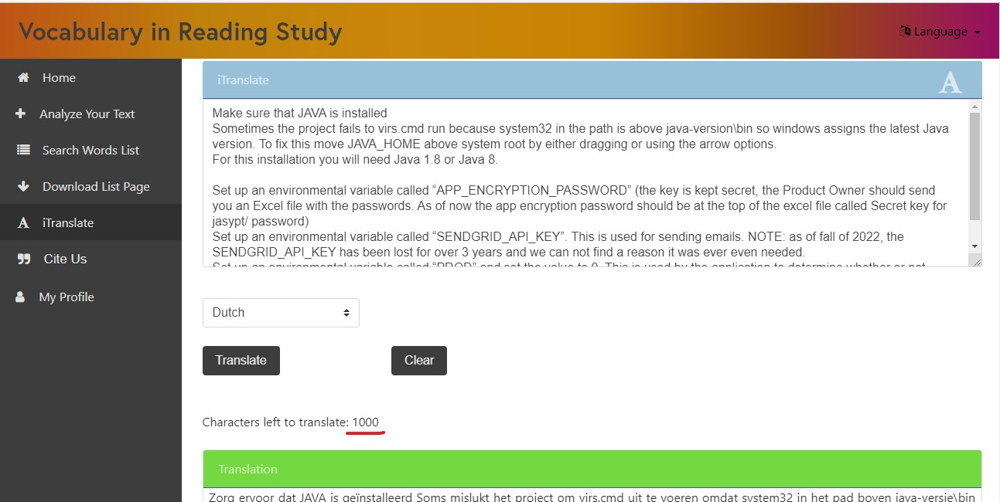 Vocabulary in Reading Study
Language
Home
Analyze Your Text
Search Words List
Download List Page
iTranslate
Cite Us
My Profile
iTranslate
A
Make sure that JAVA is installed
Sometimes the project fails to virs.cmd run because system32 in the path is above java-version\bin so windows assigns the latest Java
version. To fix this move JAVA_HOME above system root by either dragging or using the arrow options.
For this installation you will need Java 1.8 or Java 8.
Set up an environmental variable called “APP_ENCRYPTION_PASSWORD” (the key is kept secret, the Product Owner should send
you an Excel file with the passwords. As of now the app encryption password should be at the top of the excel file called Secret key for
jasypt/ password)
Set up an environmental variable called “SENDGRID_API_KEY”. This is used for sending emails. NOTE: as of fall of 2022, the
SENDGRID_API_KEY has been lost for over 3 years and we can not find a reason it was ever even needed.
Set up an environmental variable called “PROD” and set the value to 0. This is used by the application to determine whether or not
Dutch
Translate
Clear
Characters left to translate: 1000
Translation
Zorg ervoor dat JAVA is geïnstalleerd Soms mislukt het project om virs.cmd uit te voeren omdat system32 in het pad boven java-versie\bin